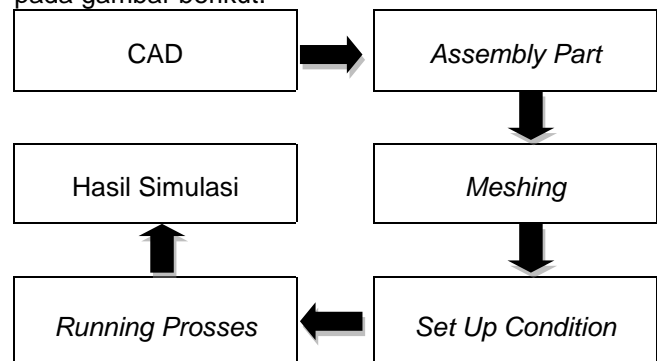 pada gambar berikut:
CAD
Assembly Part
Hasil Simulasi
Meshing
Running Prosses
Set Up Condition